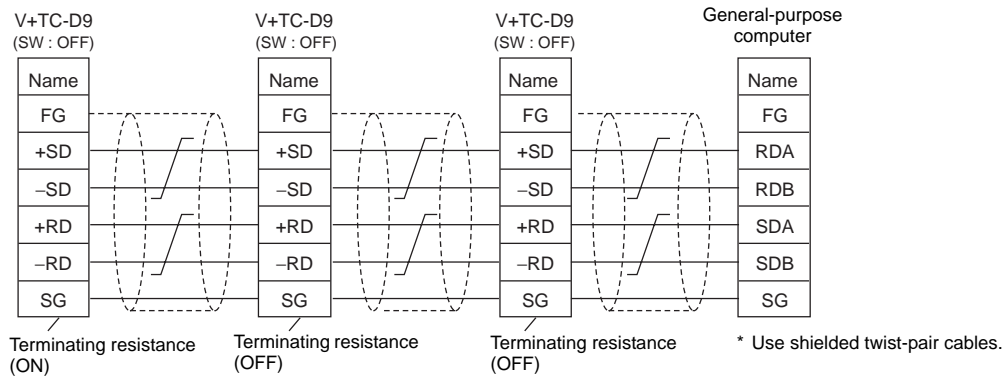 V+TC-D9
(SW : OFF)
V+TC-D9
(SW : OFF)
V+TC-D9
(SW : OFF)
General-purpose
computer
Name
FG
+SD
−SD
+RD
−RD
SG
Name
FG
+SD
−SD
+RD
−RD
SG
Name
FG
+SD
−SD
+RD
−RD
SG
Name
FG
RDA
RDB
SDA
SDB
SG
Terminating resistance
(ON)
Terminating resistance
(OFF)
Terminating resistance
(OFF)
* Use shielded twist-pair cables.